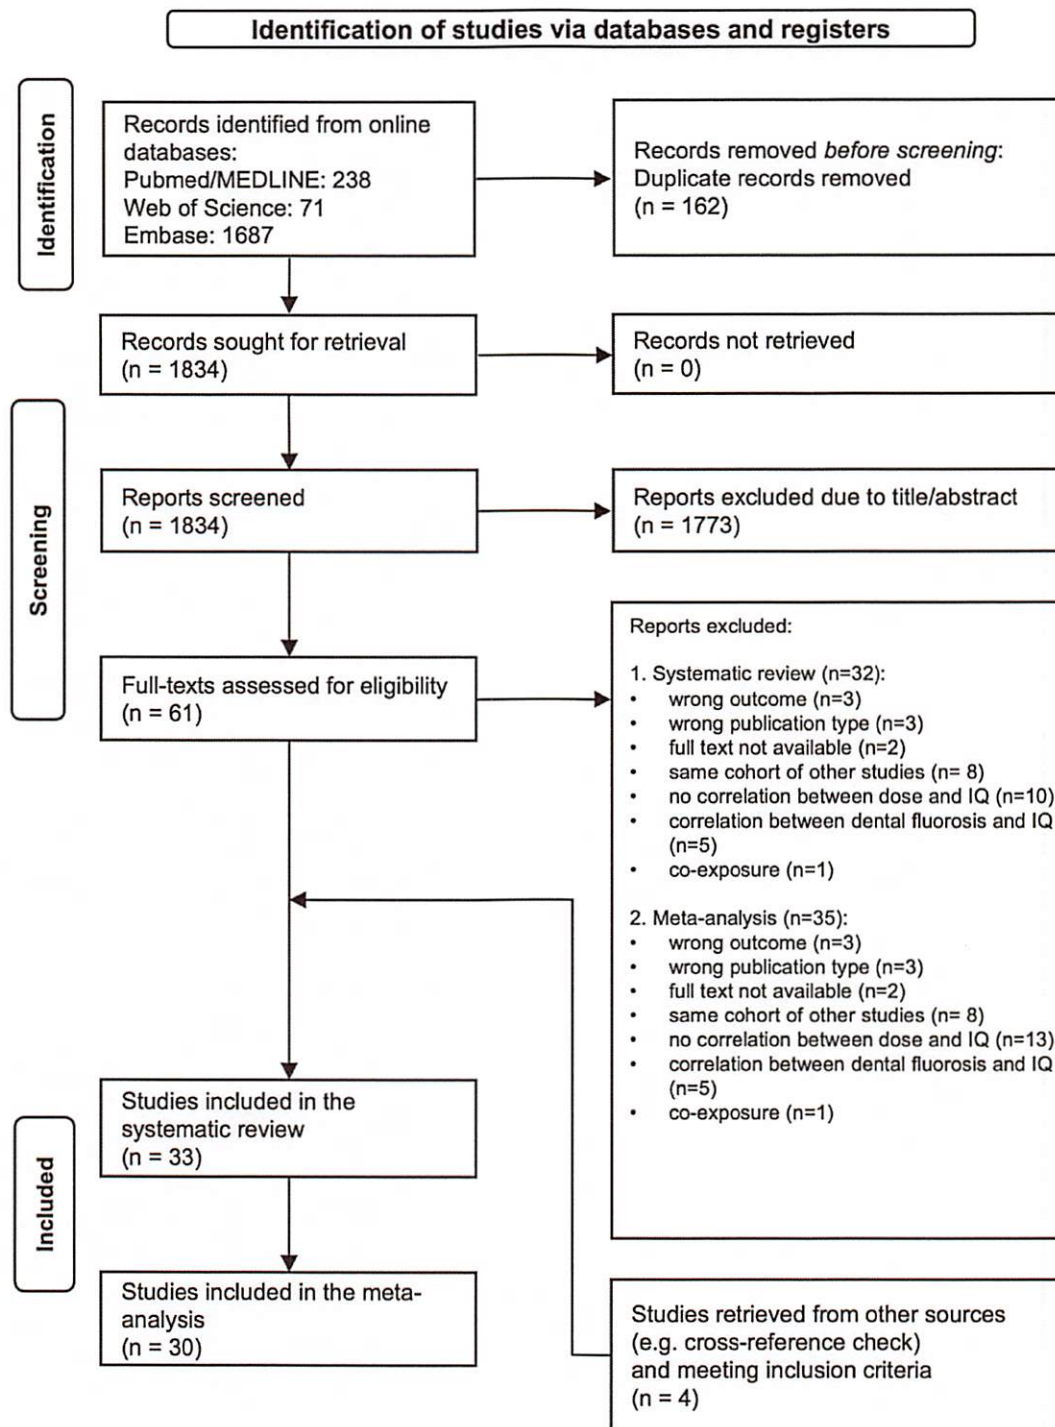 Identification of studies via databases and registers
Identification
Records identified from online
databases:
Pubmed/MEDLINE: 238
Web of Science: 71
Embase: 1687
Records removed before screening:
Duplicate records removed
(n = 162)
Records sought for retrieval
(n = 1834)
Records not retrieved
(n = 0)
Screening
Reports screened
(n = 1834)
Reports excluded due to title/abstract
(n = 1773)
Full-texts assessed for eligibility
(n = 61)
Reports excluded:
1. Systematic review (n=32):
• wrong outcome (n=3)
• wrong publication type (n=3)
• full text not available (n=2)
• same cohort of other studies (n= 8)
• no correlation between dose and IQ (n=10)
• correlation between dental fluorosis and IQ
(n=5)
• co-exposure (n=1)
2. Meta-analysis (n=35):
• wrong outcome (n=3)
• wrong publication type (n=3)
• full text not available (n=2)
• same cohort of other studies (n= 8)
• no correlation between dose and IQ (n=13)
• correlation between dental fluorosis and IQ
(n=5)
• co-exposure (n=1)
Included
Studies included in the
systematic review
(n = 33)
Studies included in the meta-
analysis
(n = 30)
Studies retrieved from other sources
(e.g. cross-reference check)
and meeting inclusion criteria
(n = 4)